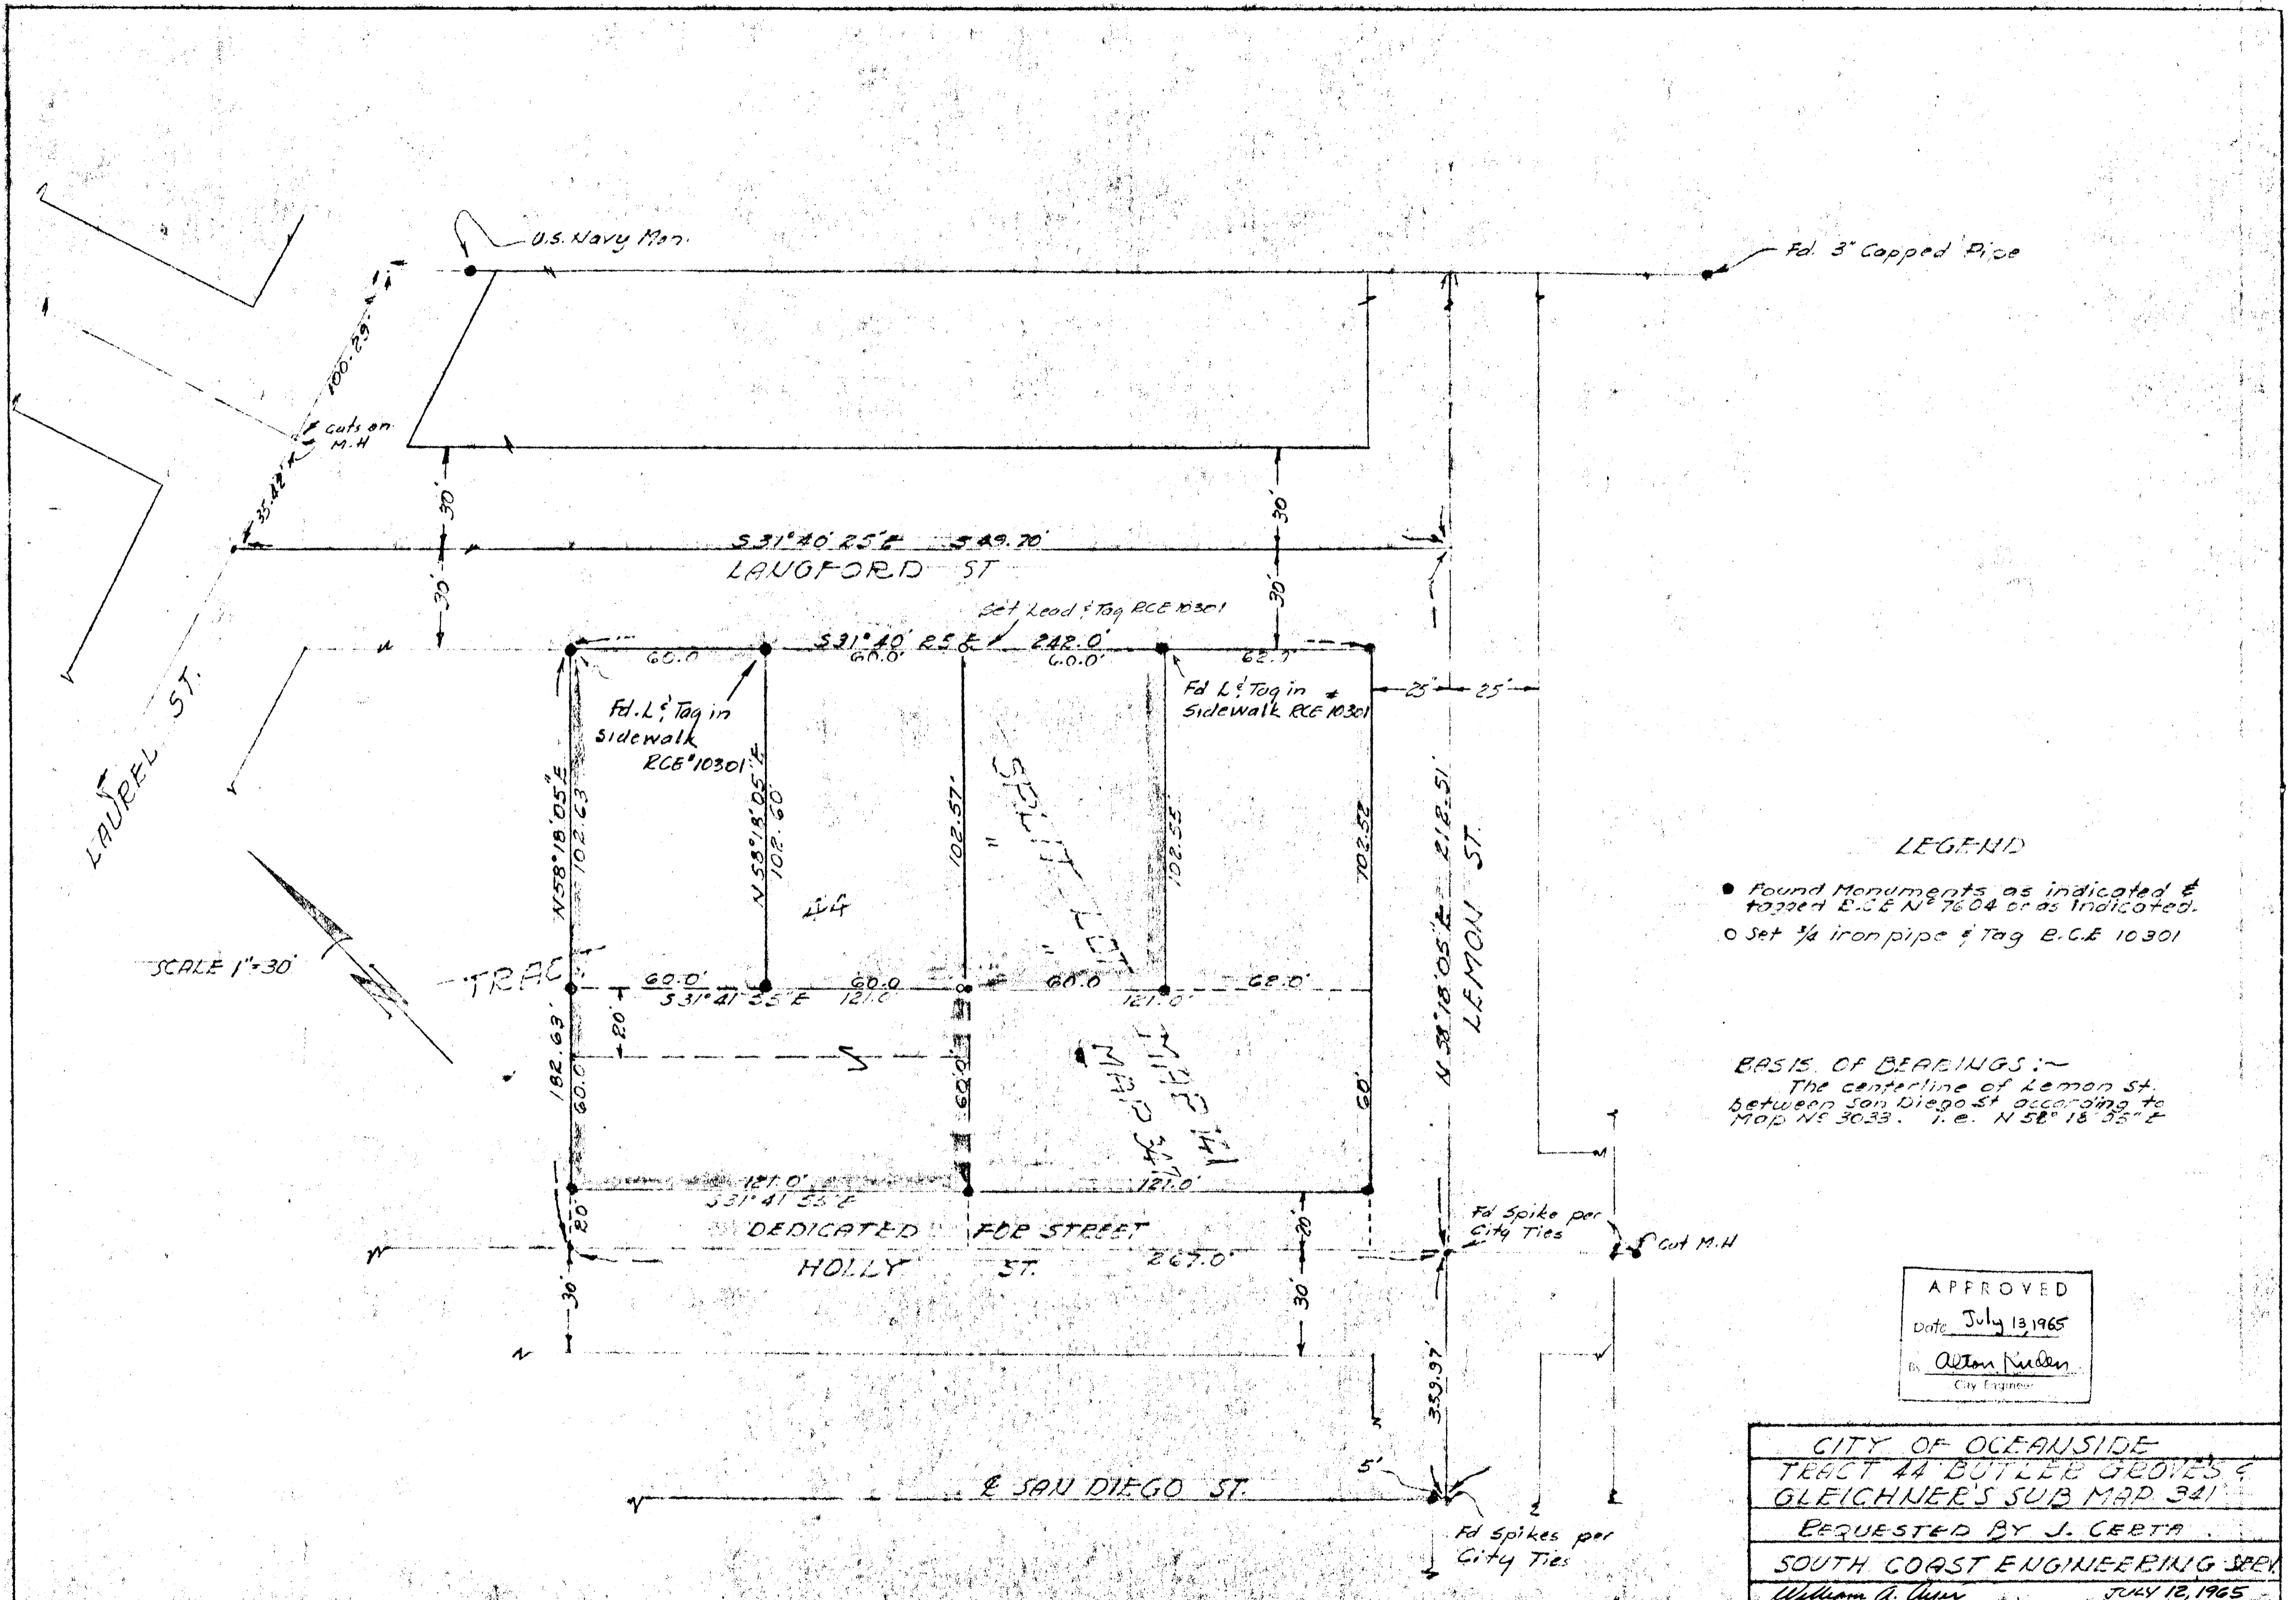 U.S. Navy Mon.
Fd. 3" Capped Pipe
100.29'
Cuts on
M.H
35.42'
30'
30'
S 31° 40' 25" E 549.70'
LANGFORD ST
30'
30'
Set Lead & Tag RCE 10301
S 31° 40' 25" E 242.0'
60.0
60.0'
60.0'
62.0'
25'
25'
Fd. L & Tag in
Sidewalk
RCE #10301
Fd L & Tag in
Sidewalk RCE 10301
LAUREL ST.
N 58° 18' 05" E
102.63'
N 58° 18' 05" E
102.60'
102.57'
102.55'
102.52
N 58° 18' 05" E 212.51'
LEMON ST.
SPLIT LOT
44
TRACT
SCALE 1"=30'
N
60.0'
60.0
60.0
62.0'
S 31° 41' 55" E
121.0'
121.0'
20'
182.63'
60.0'
60.0'
60'
MAP 341
MAP 347
121.0'
121.0'
S 31° 41' 55" E
20'
DEDICATED FOR STREET
20'
HOLLY ST.
267.0'
30'
30'
Fd Spike per
City Ties
Cut M.H
359.97'
5'
℄ SAN DIEGO ST.
Fd Spikes per
City Ties
LEGEND
● Found Monuments as indicated &
tagged R.C.E Nº 7604 or as indicated.
○ Set 3/4 iron pipe & Tag R.C.E 10301
BASIS OF BEARINGS:~
The centerline of Lemon St.
between San Diego St according to
Map Nº 3033. i.e. N 58° 18' 05" E
APPROVED
Date July 13, 1965
By
City Engineer
CITY OF OCEANSIDE
TRACT 44 BUTLER GROVES &
GLEICHNER'S SUB MAP 341
REQUESTED BY J. CERTA
SOUTH COAST ENGINEERING SERV.
William A. JULY 12, 1965